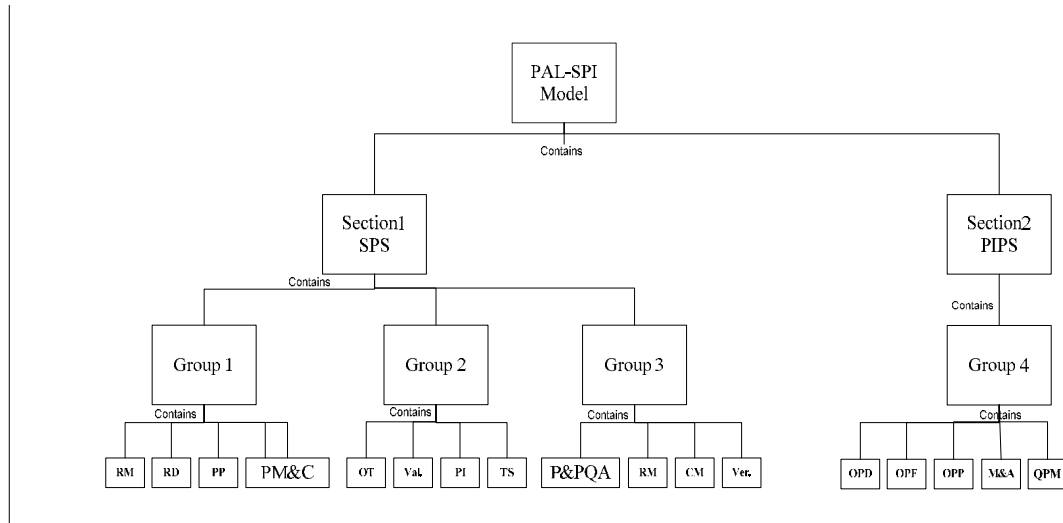 PAL-SPI
Model
Contains
Section1
SPS
Section2
PIPS
Contains
Contains
Group 1
Group 2
Group 3
Group 4
Contains
Contains
Contains
Contains
RM
RD
PP
PM&C
OT
Val.
PI
TS
P&PQA
RM
CM
Ver.
OPD
OPF
OPP
M&A
QPM